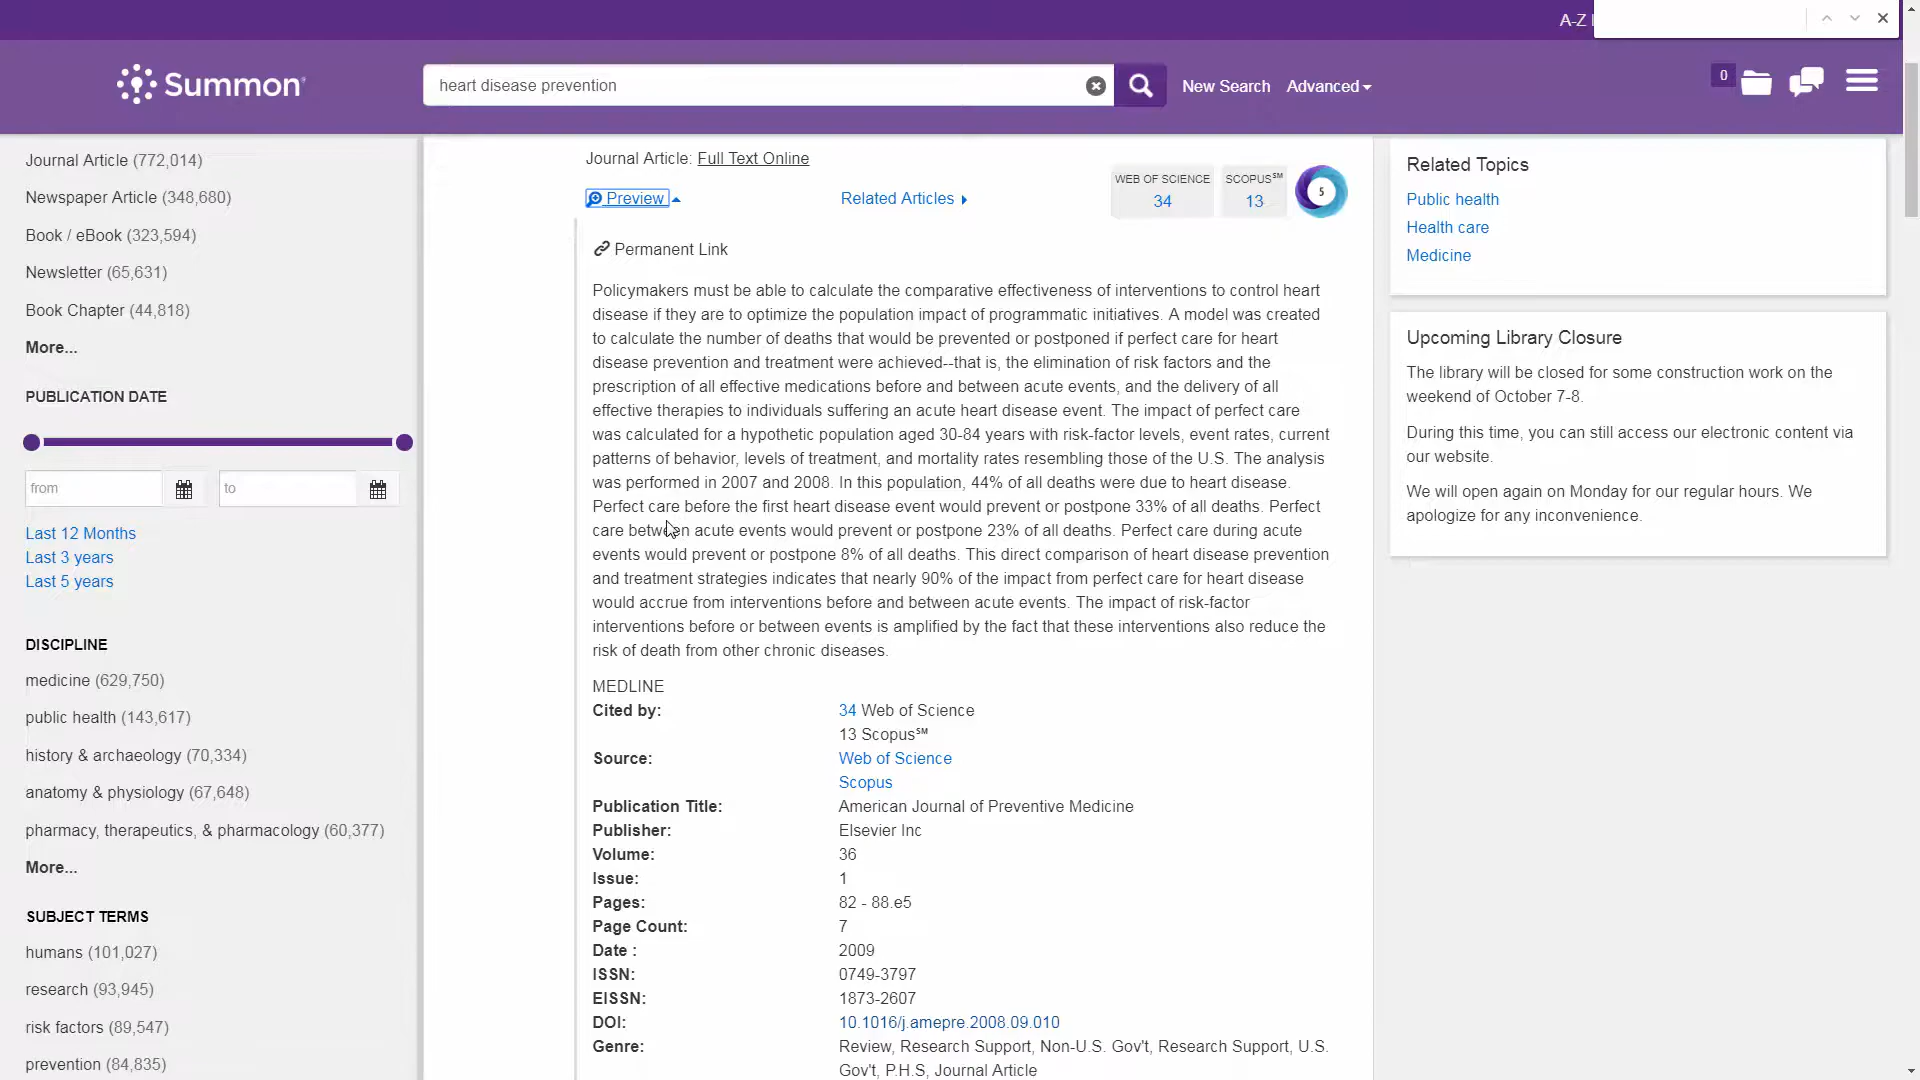 A-Z
Summon
heart disease prevention
New Search
Advanced
0
Journal Article (772,014)
Newspaper Article (348,680)
Book / eBook (323,594)
Newsletter (65,631)
Book Chapter (44,818)
More...
PUBLICATION DATE
from
to
Last 12 Months
Last 3 years
Last 5 years
DISCIPLINE
medicine (629,750)
public health (143,617)
history & archaeology (70,334)
anatomy & physiology (67,648)
pharmacy, therapeutics, & pharmacology (60,377)
More...
SUBJECT TERMS
humans (101,027)
research (93,945)
risk factors (89,547)
prevention (84,835)
Journal Article: Full Text Online
Preview
Related Articles
WEB OF SCIENCE
34
SCOPUS℠
13
5
Permanent Link
Policymakers must be able to calculate the comparative effectiveness of interventions to control heart
disease if they are to optimize the population impact of programmatic initiatives. A model was created
to calculate the number of deaths that would be prevented or postponed if perfect care for heart
disease prevention and treatment were achieved--that is, the elimination of risk factors and the
prescription of all effective medications before and between acute events, and the delivery of all
effective therapies to individuals suffering an acute heart disease event. The impact of perfect care
was calculated for a hypothetic population aged 30-84 years with risk-factor levels, event rates, current
patterns of behavior, levels of treatment, and mortality rates resembling those of the U.S. The analysis
was performed in 2007 and 2008. In this population, 44% of all deaths were due to heart disease.
Perfect care before the first heart disease event would prevent or postpone 33% of all deaths. Perfect
care between acute events would prevent or postpone 23% of all deaths. Perfect care during acute
events would prevent or postpone 8% of all deaths. This direct comparison of heart disease prevention
and treatment strategies indicates that nearly 90% of the impact from perfect care for heart disease
would accrue from interventions before and between acute events. The impact of risk-factor
interventions before or between events is amplified by the fact that these interventions also reduce the
risk of death from other chronic diseases.
MEDLINE
Cited by: 34 Web of Science
13 Scopus℠
Source: Web of Science
Scopus
Publication Title: American Journal of Preventive Medicine
Publisher: Elsevier Inc
Volume: 36
Issue: 1
Pages: 82 - 88.e5
Page Count: 7
Date : 2009
ISSN: 0749-3797
EISSN: 1873-2607
DOI: 10.1016/j.amepre.2008.09.010
Genre: Review, Research Support, Non-U.S. Gov't, Research Support, U.S.
Gov't, P.H.S, Journal Article
Related Topics
Public health
Health care
Medicine
Upcoming Library Closure
The library will be closed for some construction work on the
weekend of October 7-8.
During this time, you can still access our electronic content via
our website.
We will open again on Monday for our regular hours. We
apologize for any inconvenience.